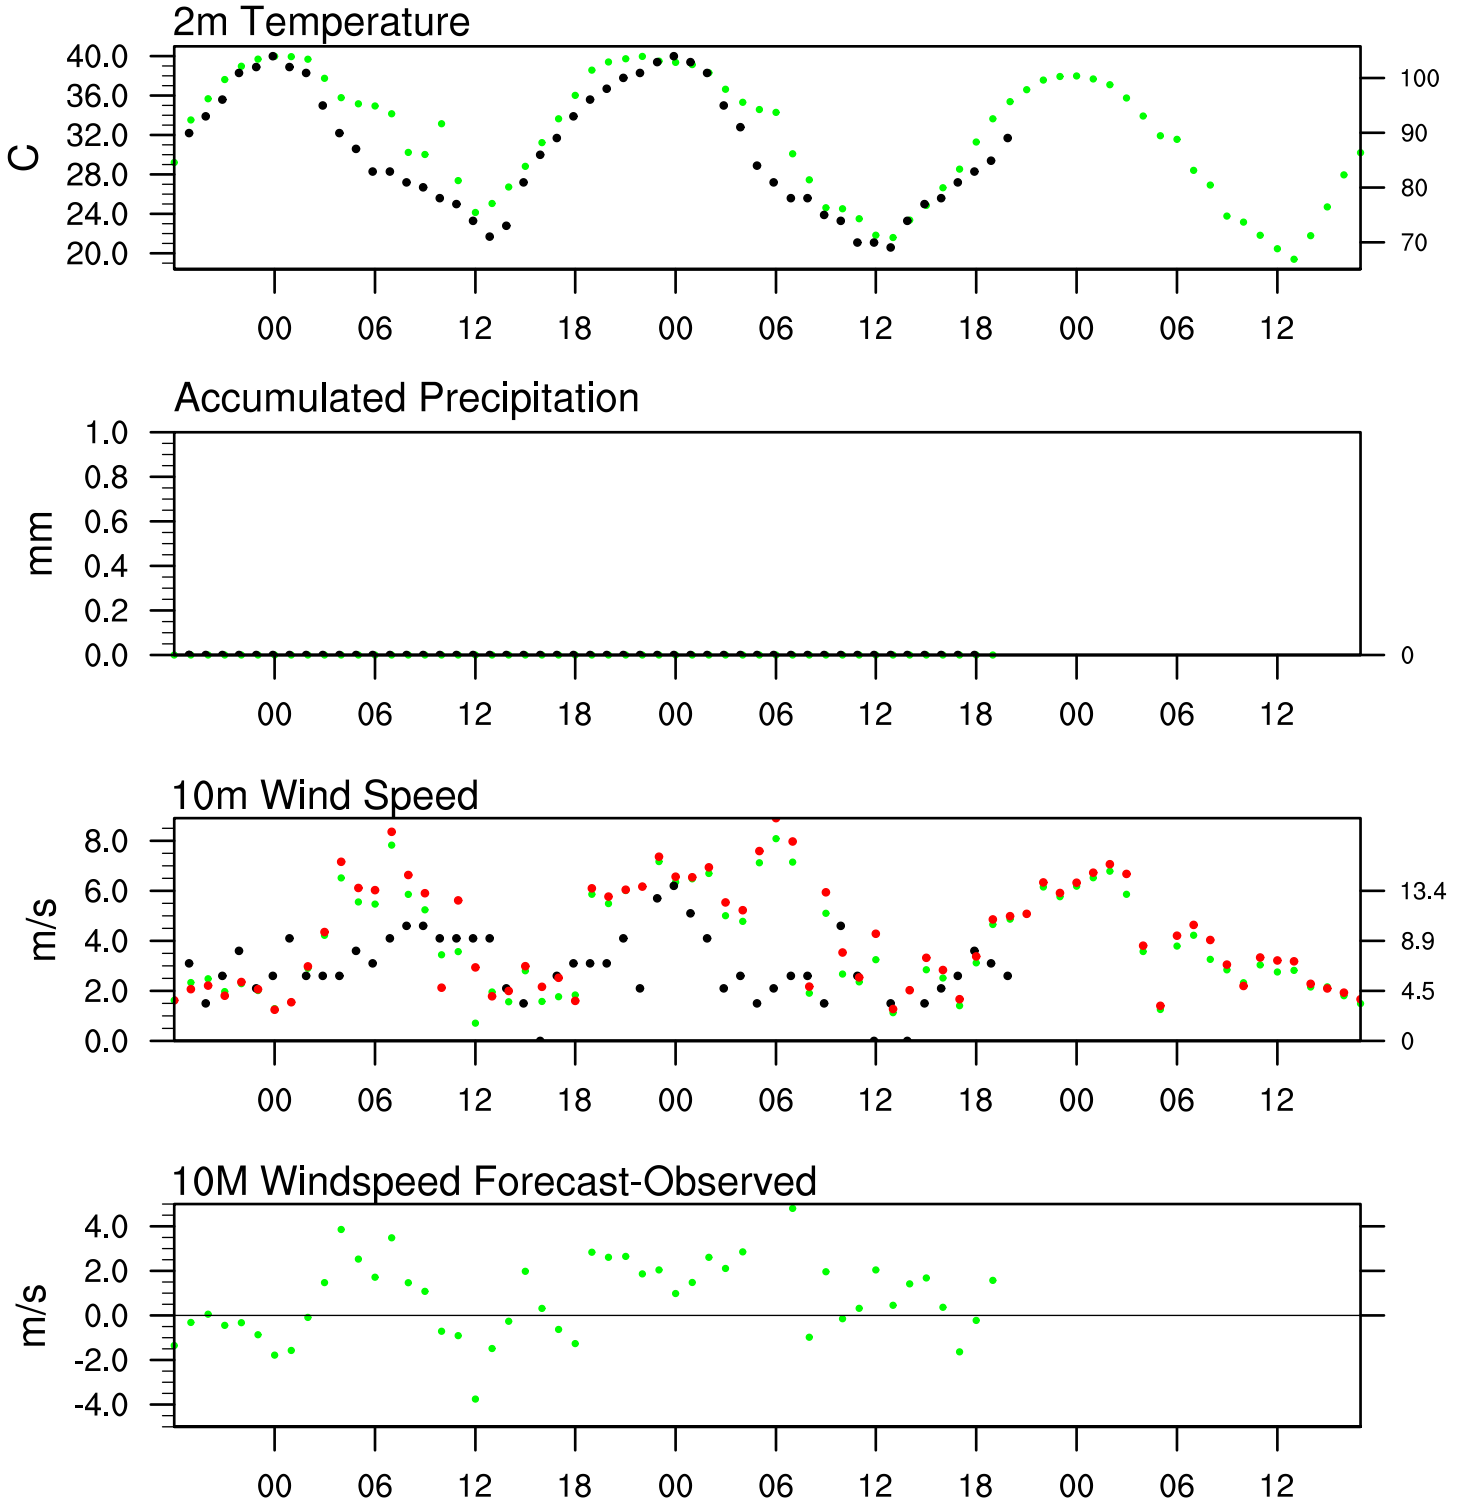 2m Temperature
40.0
36.0
32.0
28.0
24.0
20.0
C
100
90
80
70
00 06 12 18 00 06 12 18 00 06 12
Accumulated Precipitation
1.0
0.8
0.6
0.4
0.2
0.0
mm
0
00 06 12 18 00 06 12 18 00 06 12
10m Wind Speed
8.0
6.0
4.0
2.0
0.0
m/s
13.4
8.9
4.5
0
00 06 12 18 00 06 12 18 00 06 12
10M Windspeed Forecast-Observed
4.0
2.0
0.0
-2.0
-4.0
m/s
00 06 12 18 00 06 12 18 00 06 12